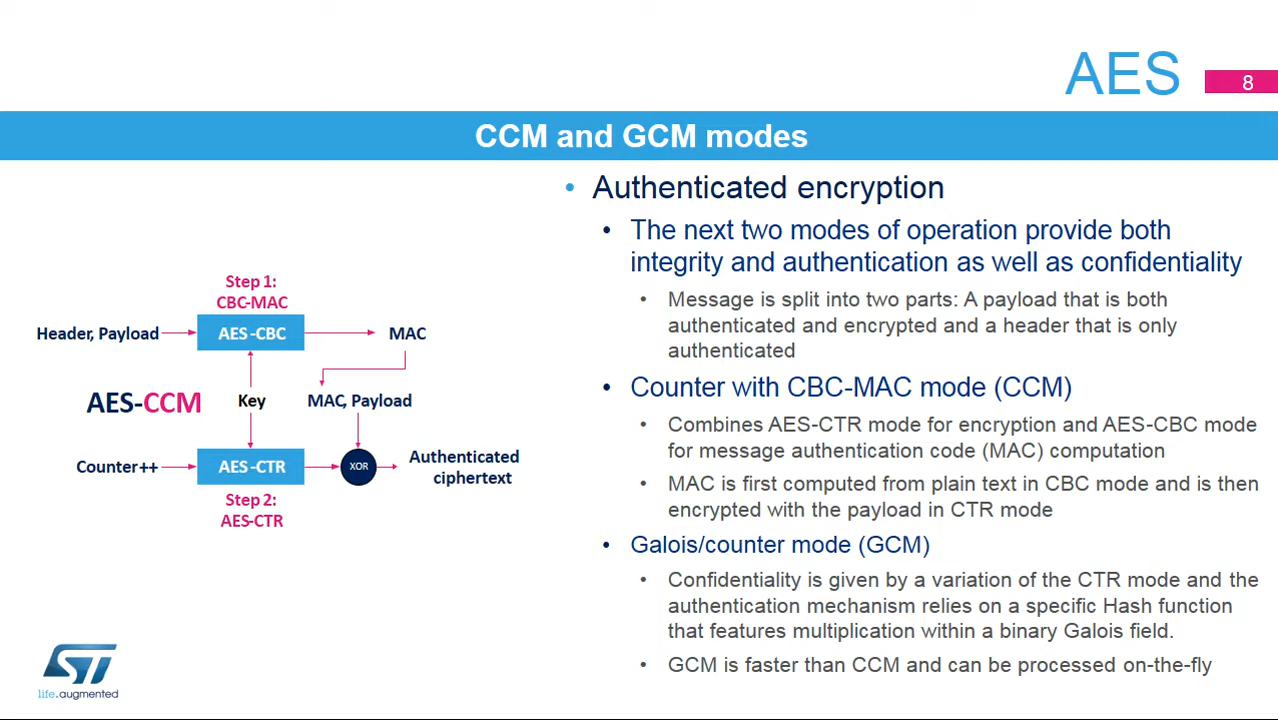 AES
8
CCM and GCM modes
• Authenticated encryption
• The next two modes of operation provide both
integrity and authentication as well as confidentiality
• Message is split into two parts: A payload that is both
authenticated and encrypted and a header that is only
authenticated
• Counter with CBC-MAC mode (CCM)
• Combines AES-CTR mode for encryption and AES-CBC mode
for message authentication code (MAC) computation
• MAC is first computed from plain text in CBC mode and is then
encrypted with the payload in CTR mode
• Galois/counter mode (GCM)
• Confidentiality is given by a variation of the CTR mode and the
authentication mechanism relies on a specific Hash function
that features multiplication within a binary Galois field.
• GCM is faster than CCM and can be processed on-the-fly
Step 1:
CBC-MAC
Header, Payload
AES-CBC
MAC
AES-CCM
Key
MAC, Payload
Counter++
AES-CTR
XOR
Authenticated
ciphertext
Step 2:
AES-CTR
ST
life.augmented